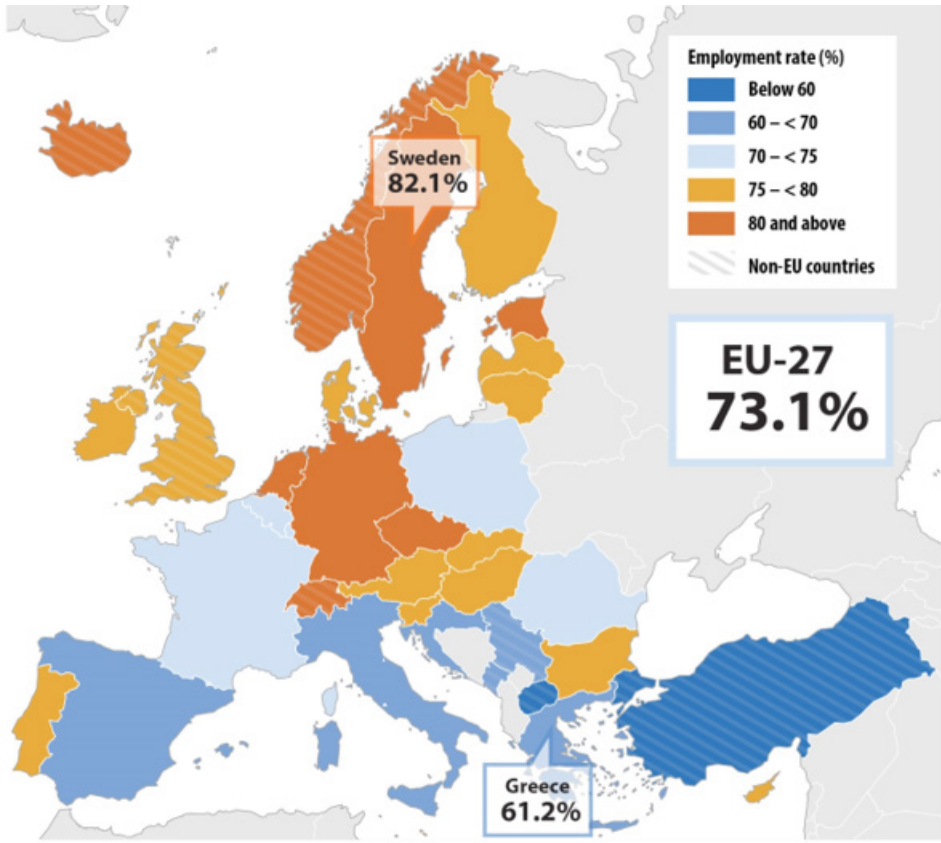 Employment rate (%)
Below 60
60 – < 70
70 – < 75
75 – < 80
80 and above
Non-EU countries
Sweden
82.1%
EU-27
73.1%
Greece
61.2%